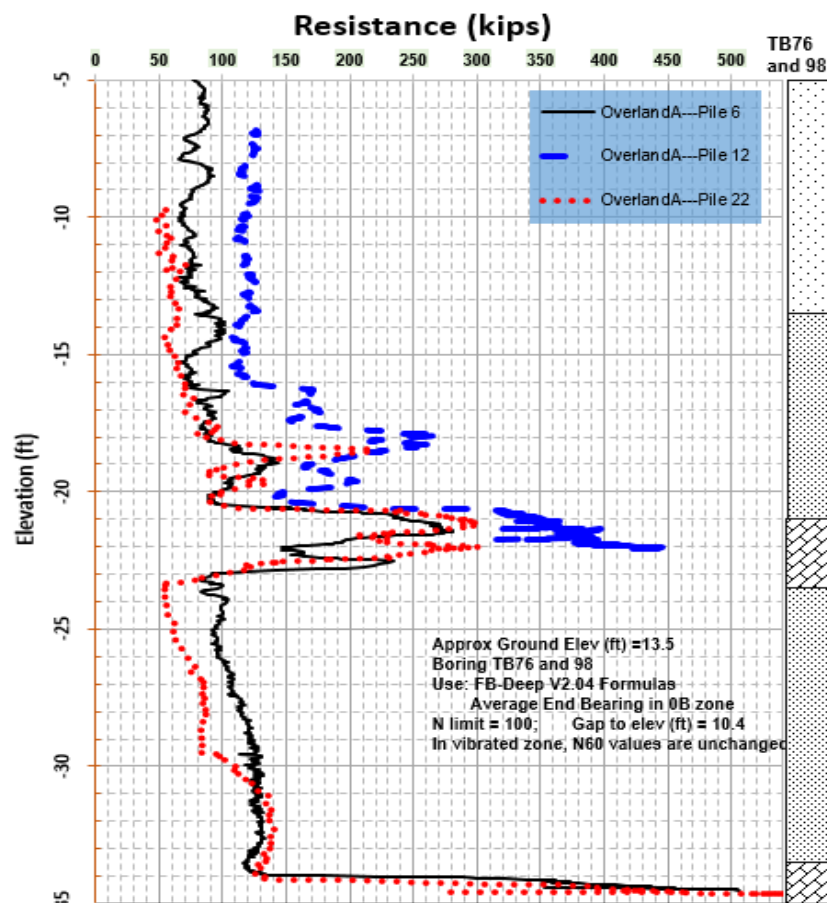 Resistance (kips)
TB76
and 98
0 50 100 150 200 250 300 350 400 450 500
-5
-10
-15
-20
-25
-30
-35
Elevation (ft)
OverlandA---Pile 6
OverlandA---Pile 12
OverlandA---Pile 22
Approx Ground Elev (ft) =13.5
Boring TB76 and 98
Use: FB-Deep V2.04 Formulas
Average End Bearing in 0B zone
N limit = 100; Gap to elev (ft) = 10.4
In vibrated zone, N60 values are unchanged